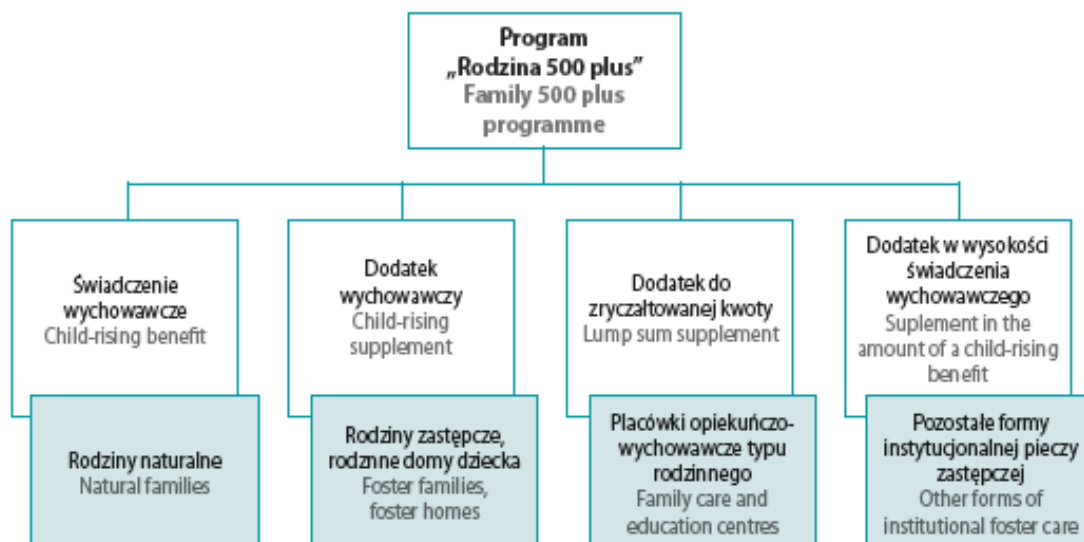 Program
„Rodzina 500 plus”
Family 500 plus
programme
Świadczenie
wychowawcze
Child-rising benefit
Rodziny naturalne
Natural families
Dodatek
wychowawczy
Child-rising
supplement
Rodziny zastępcze,
rodznne domy dziecka
Foster families,
foster homes
Dodatek do
zryczałtowanej kwoty
Lump sum supplement
Placówki opiekuńczo-
wychowawcze typu
rodzinnego
Family care and
education centres
Dodatek w wysokości
świadczenia
wychowawczego
Suplement in the
amount of a child-rising
benefit
Pozostałe formy
instytucjonalnej pieczy
zastępczej
Other forms of
institutional foster care